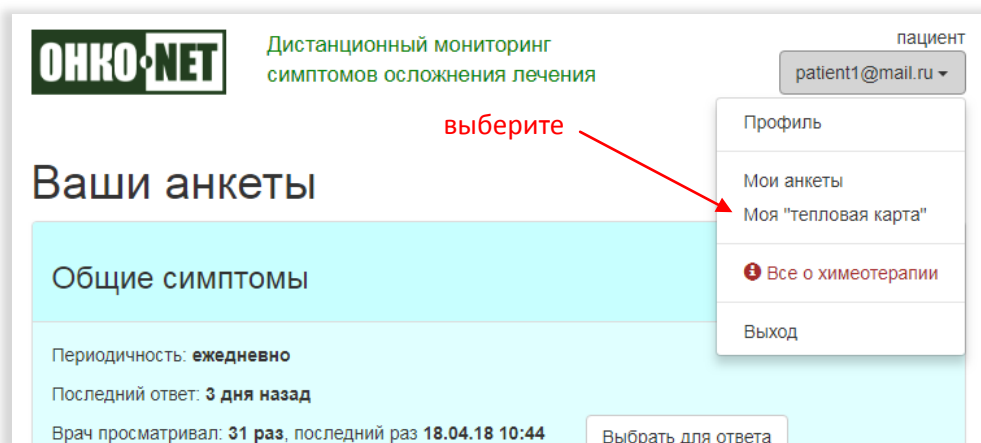 ОНКО•NET
Дистанционный мониторинг
симптомов осложнения лечения
пациент
patient1@mail.ru
выберите
Профиль
Мои анкеты
Моя "тепловая карта"
Все о химеотерапии
Выход
Ваши анкеты
Общие симптомы
Периодичность: ежедневно
Последний ответ: 3 дня назад
Врач просматривал: 31 раз, последний раз 18.04.18 10:44
Выбрать для ответа